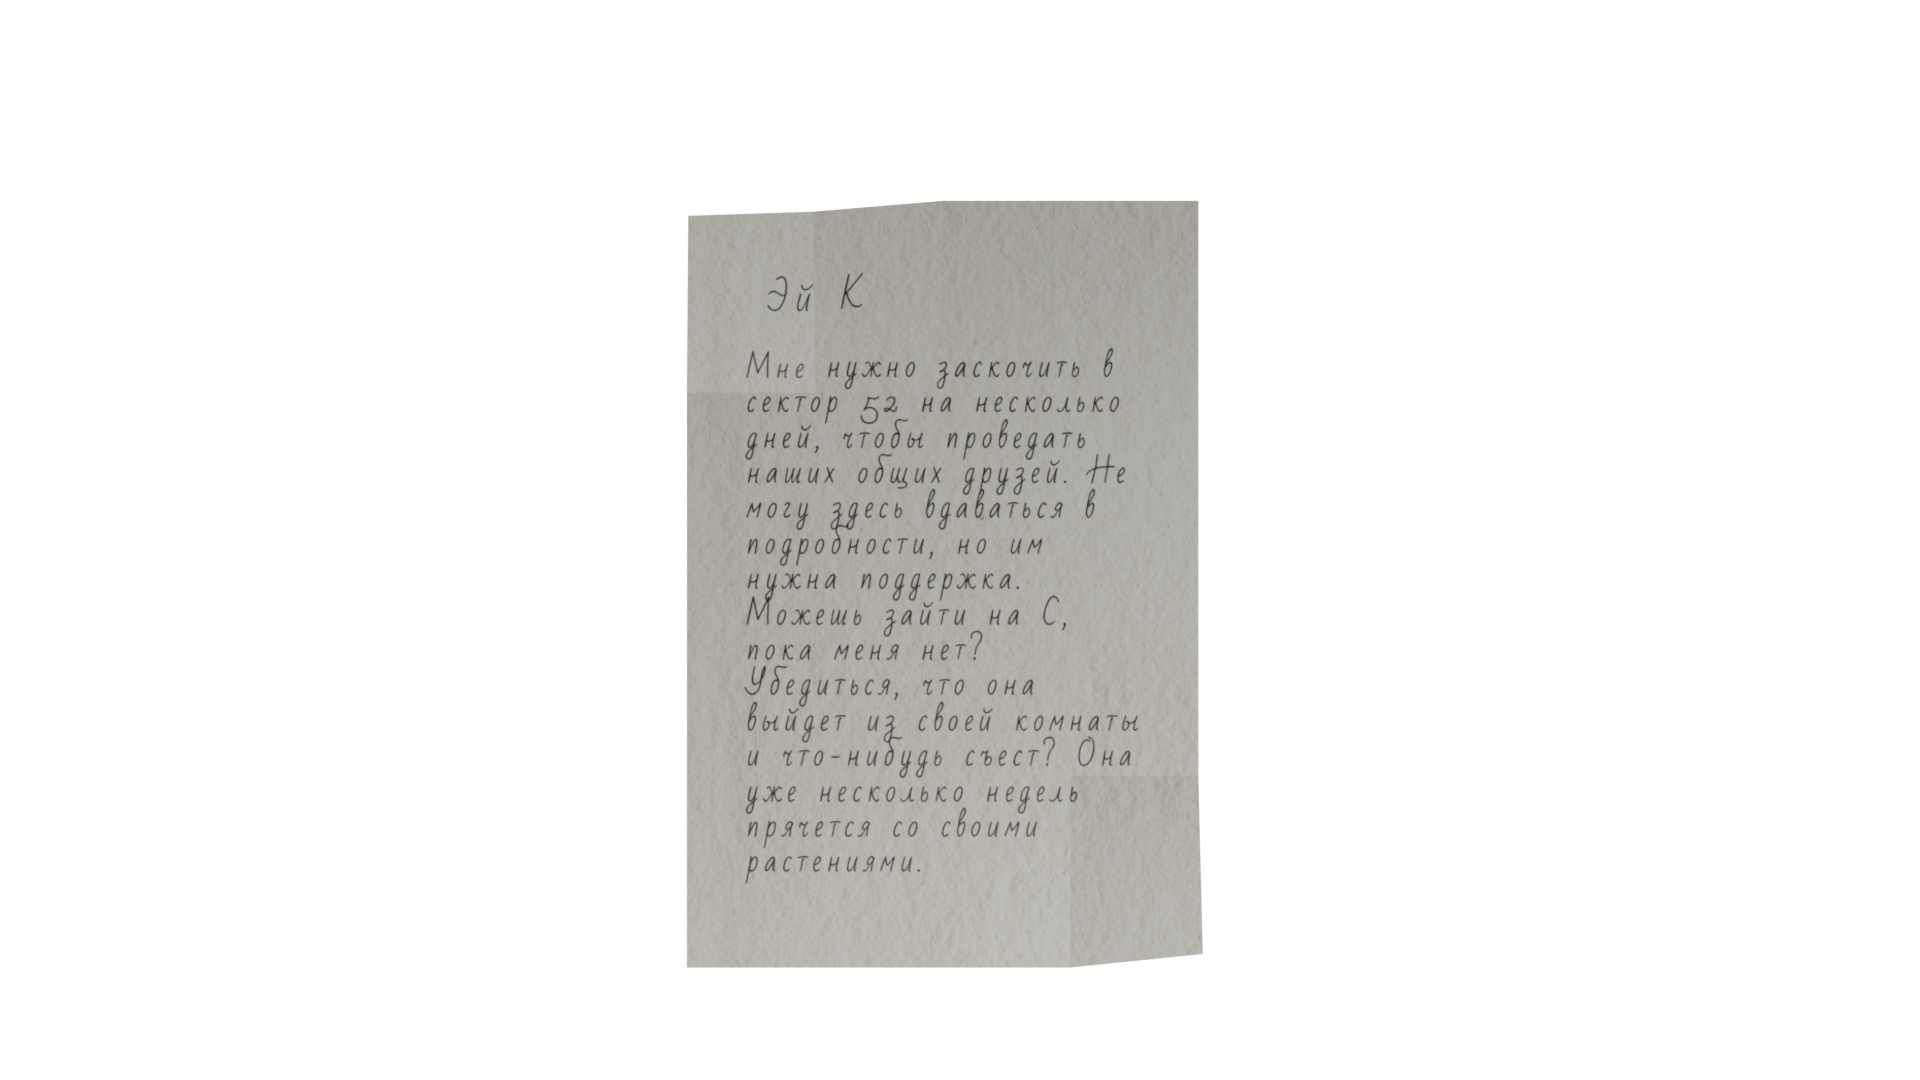 Эй К
Мне нужно заскочить в
сектор 52 на несколько
дней, чтобы проведать
наших общих друзей. Не
могу здесь вдаваться в
подробности, но им
нужна поддержка.
Можешь зайти на С,
пока меня нет?
Убедиться, что она
выйдет из своей комнаты
и что-нибудь съест? Она
уже несколько недель
прячется со своими
растениями.